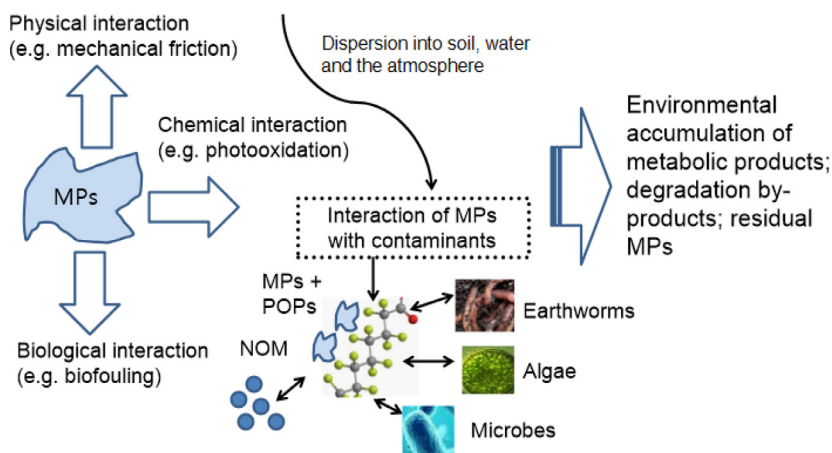 Physical interaction
(e.g. mechanical friction)
Dispersion into soil, water
and the atmosphere
Chemical interaction
(e.g. photooxidation)
MPs
Environmental
accumulation of
metabolic products;
degradation by-
products; residual
MPs
Interaction of MPs
with contaminants
Biological interaction
(e.g. biofouling)
MPs +
POPs
NOM
Earthworms
Algae
Microbes